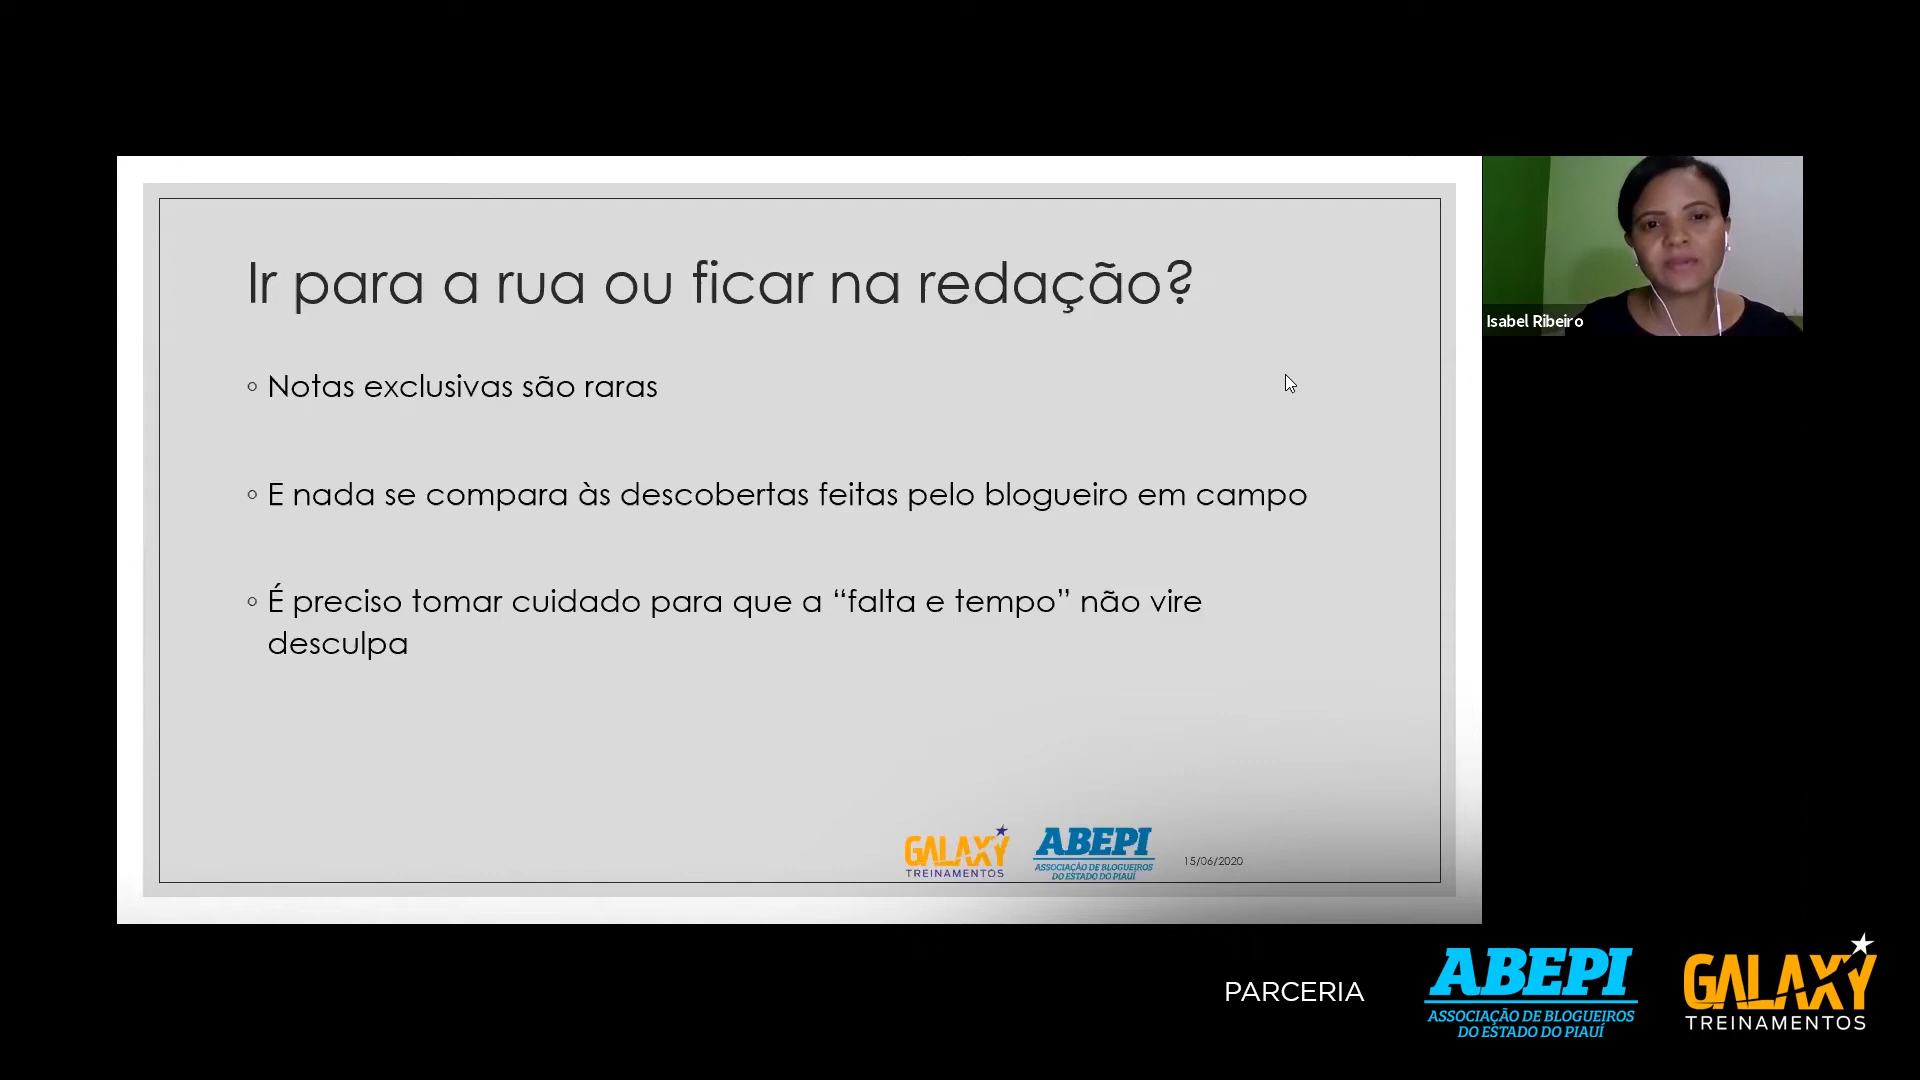 Ir para a rua ou ficar na redação?
Notas exclusivas são raras
E nada se compara às descobertas feitas pelo blogueiro em campo
É preciso tomar cuidado para que a “falta e tempo” não vire
desculpa
GALAXY
TREINAMENTOS
ABEPI
ASSOCIAÇÃO DE BLOGUEIROS
DO ESTADO DO PIAUÍ
15/06/2020
Isabel Ribeiro
PARCERIA
ABEPI
ASSOCIAÇÃO DE BLOGUEIROS
DO ESTADO DO PIAUÍ
GALAXY
TREINAMENTOS